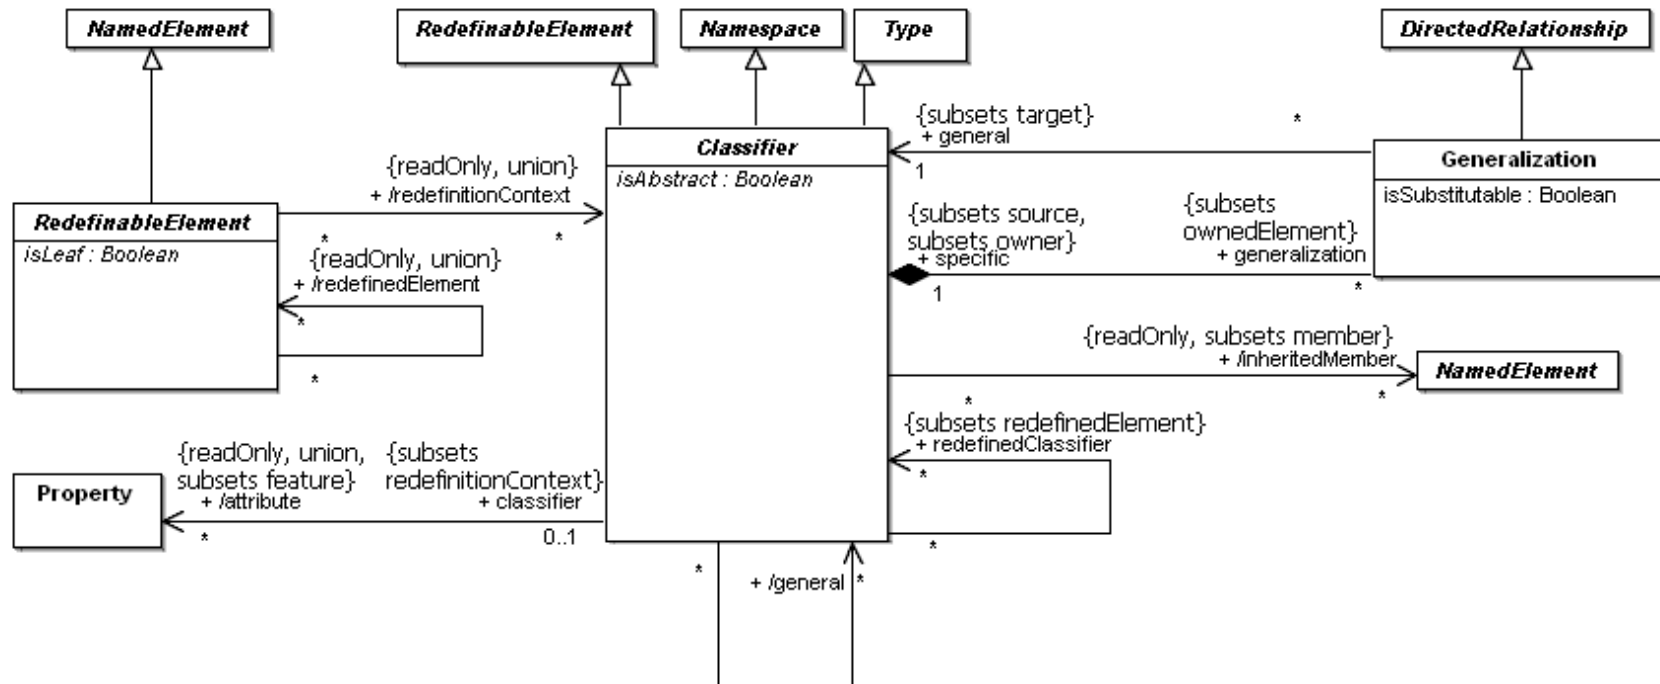 NamedElement
RedefinableElement
Namespace
Type
DirectedRelationship
{subsets target}
+ general
*
1
Classifier
isAbstract : Boolean
Generalization
isSubstitutable : Boolean
{readOnly, union}
+ /redefinitionContext
*
*
RedefinableElement
isLeaf : Boolean
{readOnly, union}
+ /redefinedElement
*
*
{subsets source,
subsets owner}
+ specific
1
{subsets
ownedElement}
+ generalization
*
{readOnly, subsets member}
+ /inheritedMember
*
*
NamedElement
{subsets redefinedElement}
+ redefinedClassifier
*
*
{readOnly, union,
subsets feature}
+ /attribute
*
{subsets
redefinitionContext}
+ classifier
0..1
Property
*
+ /general
*